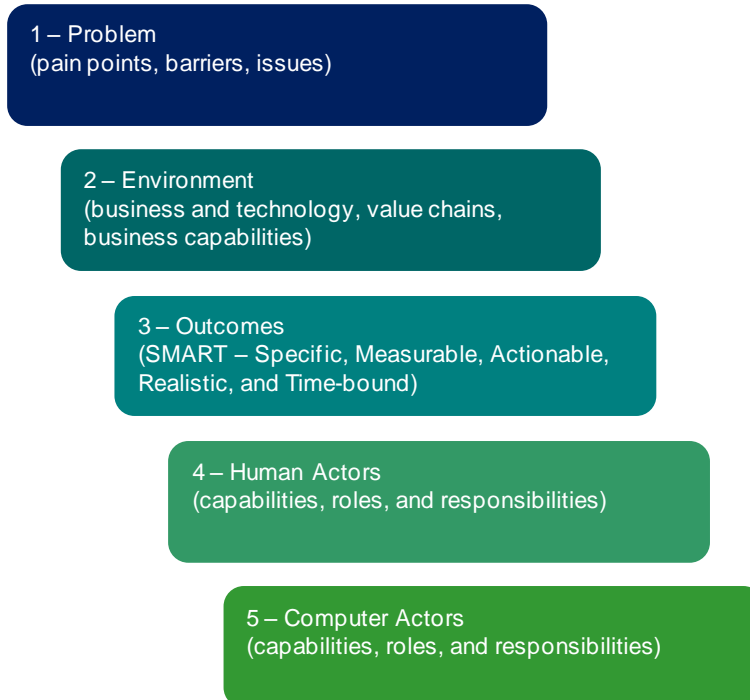 1 – Problem
(pain points, barriers, issues)
2 – Environment
(business and technology, value chains,
business capabilities)
3 – Outcomes
(SMART – Specific, Measurable, Actionable,
Realistic, and Time-bound)
4 – Human Actors
(capabilities, roles, and responsibilities)
5 – Computer Actors
(capabilities, roles, and responsibilities)